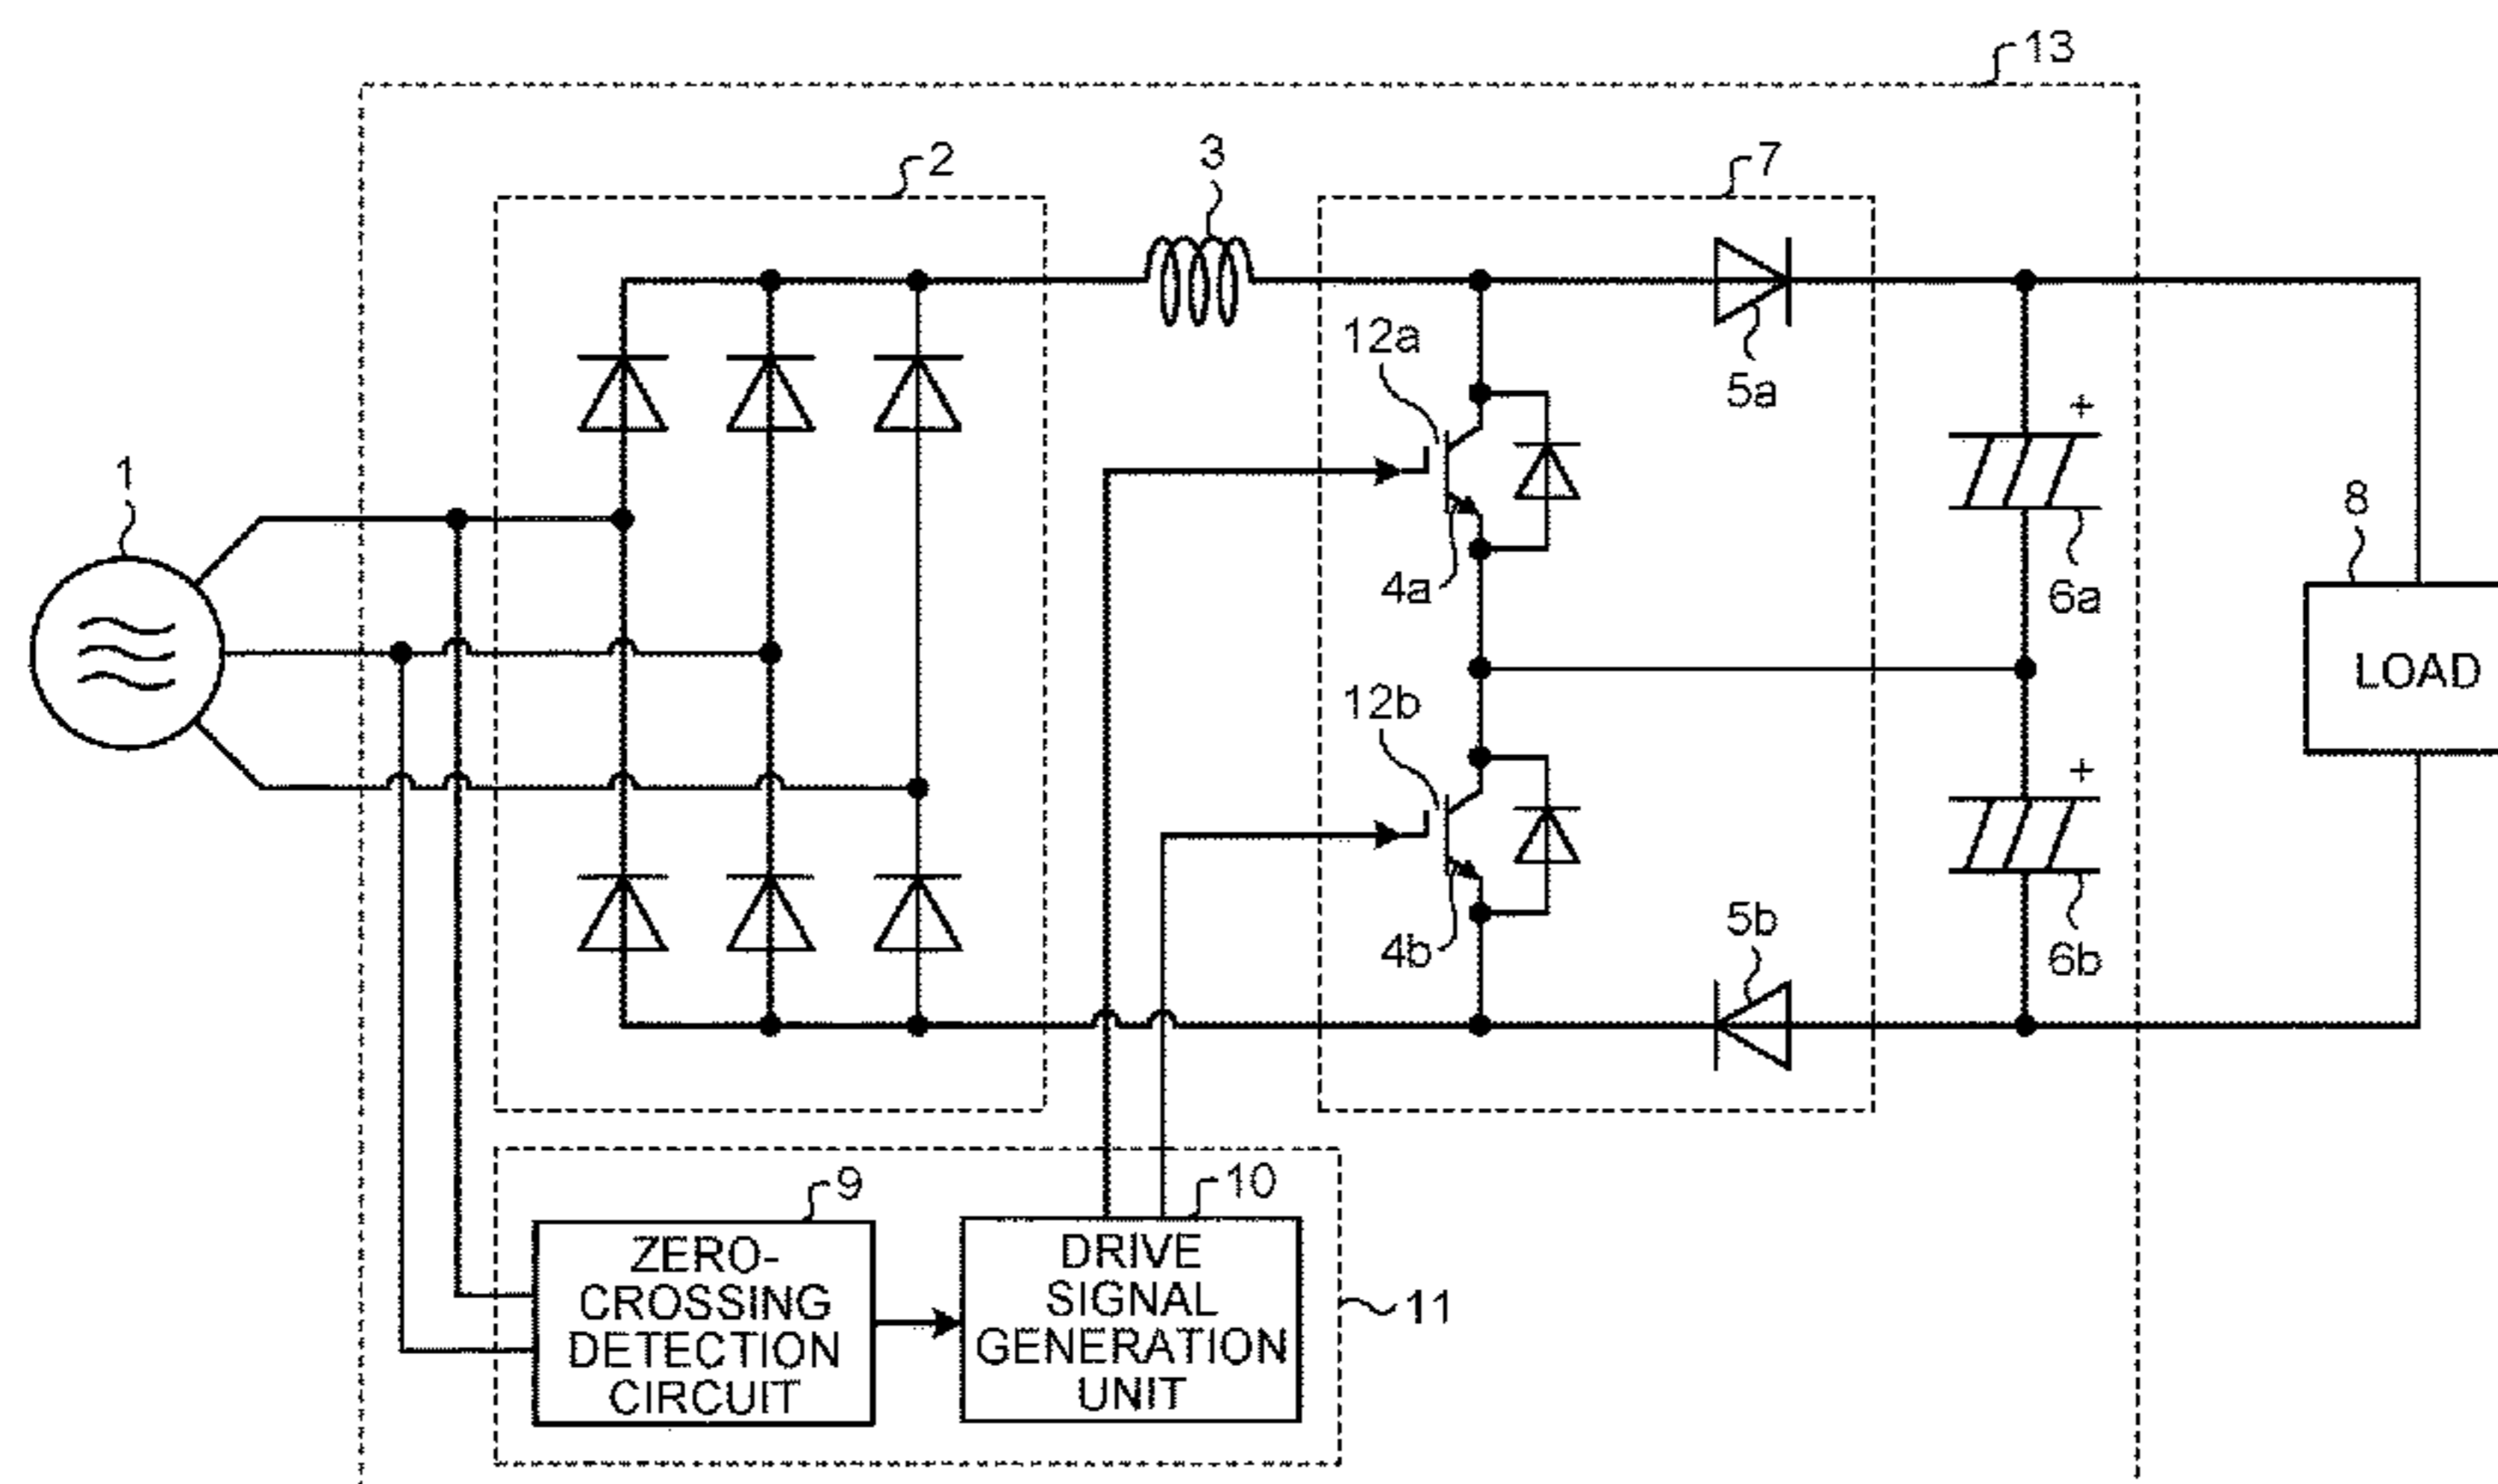 13
2
3
7
12a
5a
+
1
8
4a
6a
LOAD
12b
+
5b
4b
6b
9
10
ZERO-
CROSSING
DETECTION
CIRCUIT
DRIVE
SIGNAL
GENERATION
UNIT
11